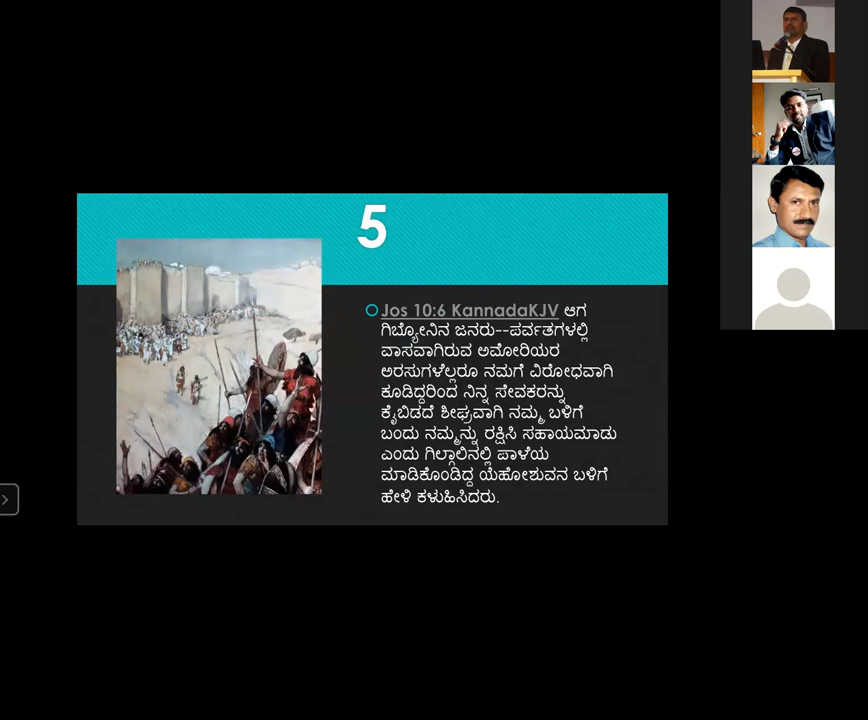 5
Jos 10:6 KannadaKJV ಆಗ
ಗಿಬ್ಯೋನಿನ ಜನರು--ಪರ್ವತಗಳಲ್ಲಿ
ವಾಸವಾಗಿರುವ ಅಮೋರಿಯರ
ಅರಸುಗಳೆಲ್ಲರೂ ನಮಗೆ ವಿರೋಧವಾಗಿ
ಕೂಡಿದ್ದರಿಂದ ನಿನ್ನ ಸೇವಕರನ್ನು
ಕೈಬಿಡದೆ ಶೀಘ್ರವಾಗಿ ನಮ್ಮ ಬಳಿಗೆ
ಬಂದು ನಮ್ಮನ್ನು ರಕ್ಷಿಸಿ ಸಹಾಯಮಾಡು
ಎಂದು ಗಿಲ್ಗಾಲಿನಲ್ಲಿ ಪಾಳೆಯ
ಮಾಡಿಕೊಂಡಿದ್ದ ಯೆಹೋಶುವನ ಬಳಿಗೆ
ಹೇಳಿ ಕಳುಹಿಸಿದರು.